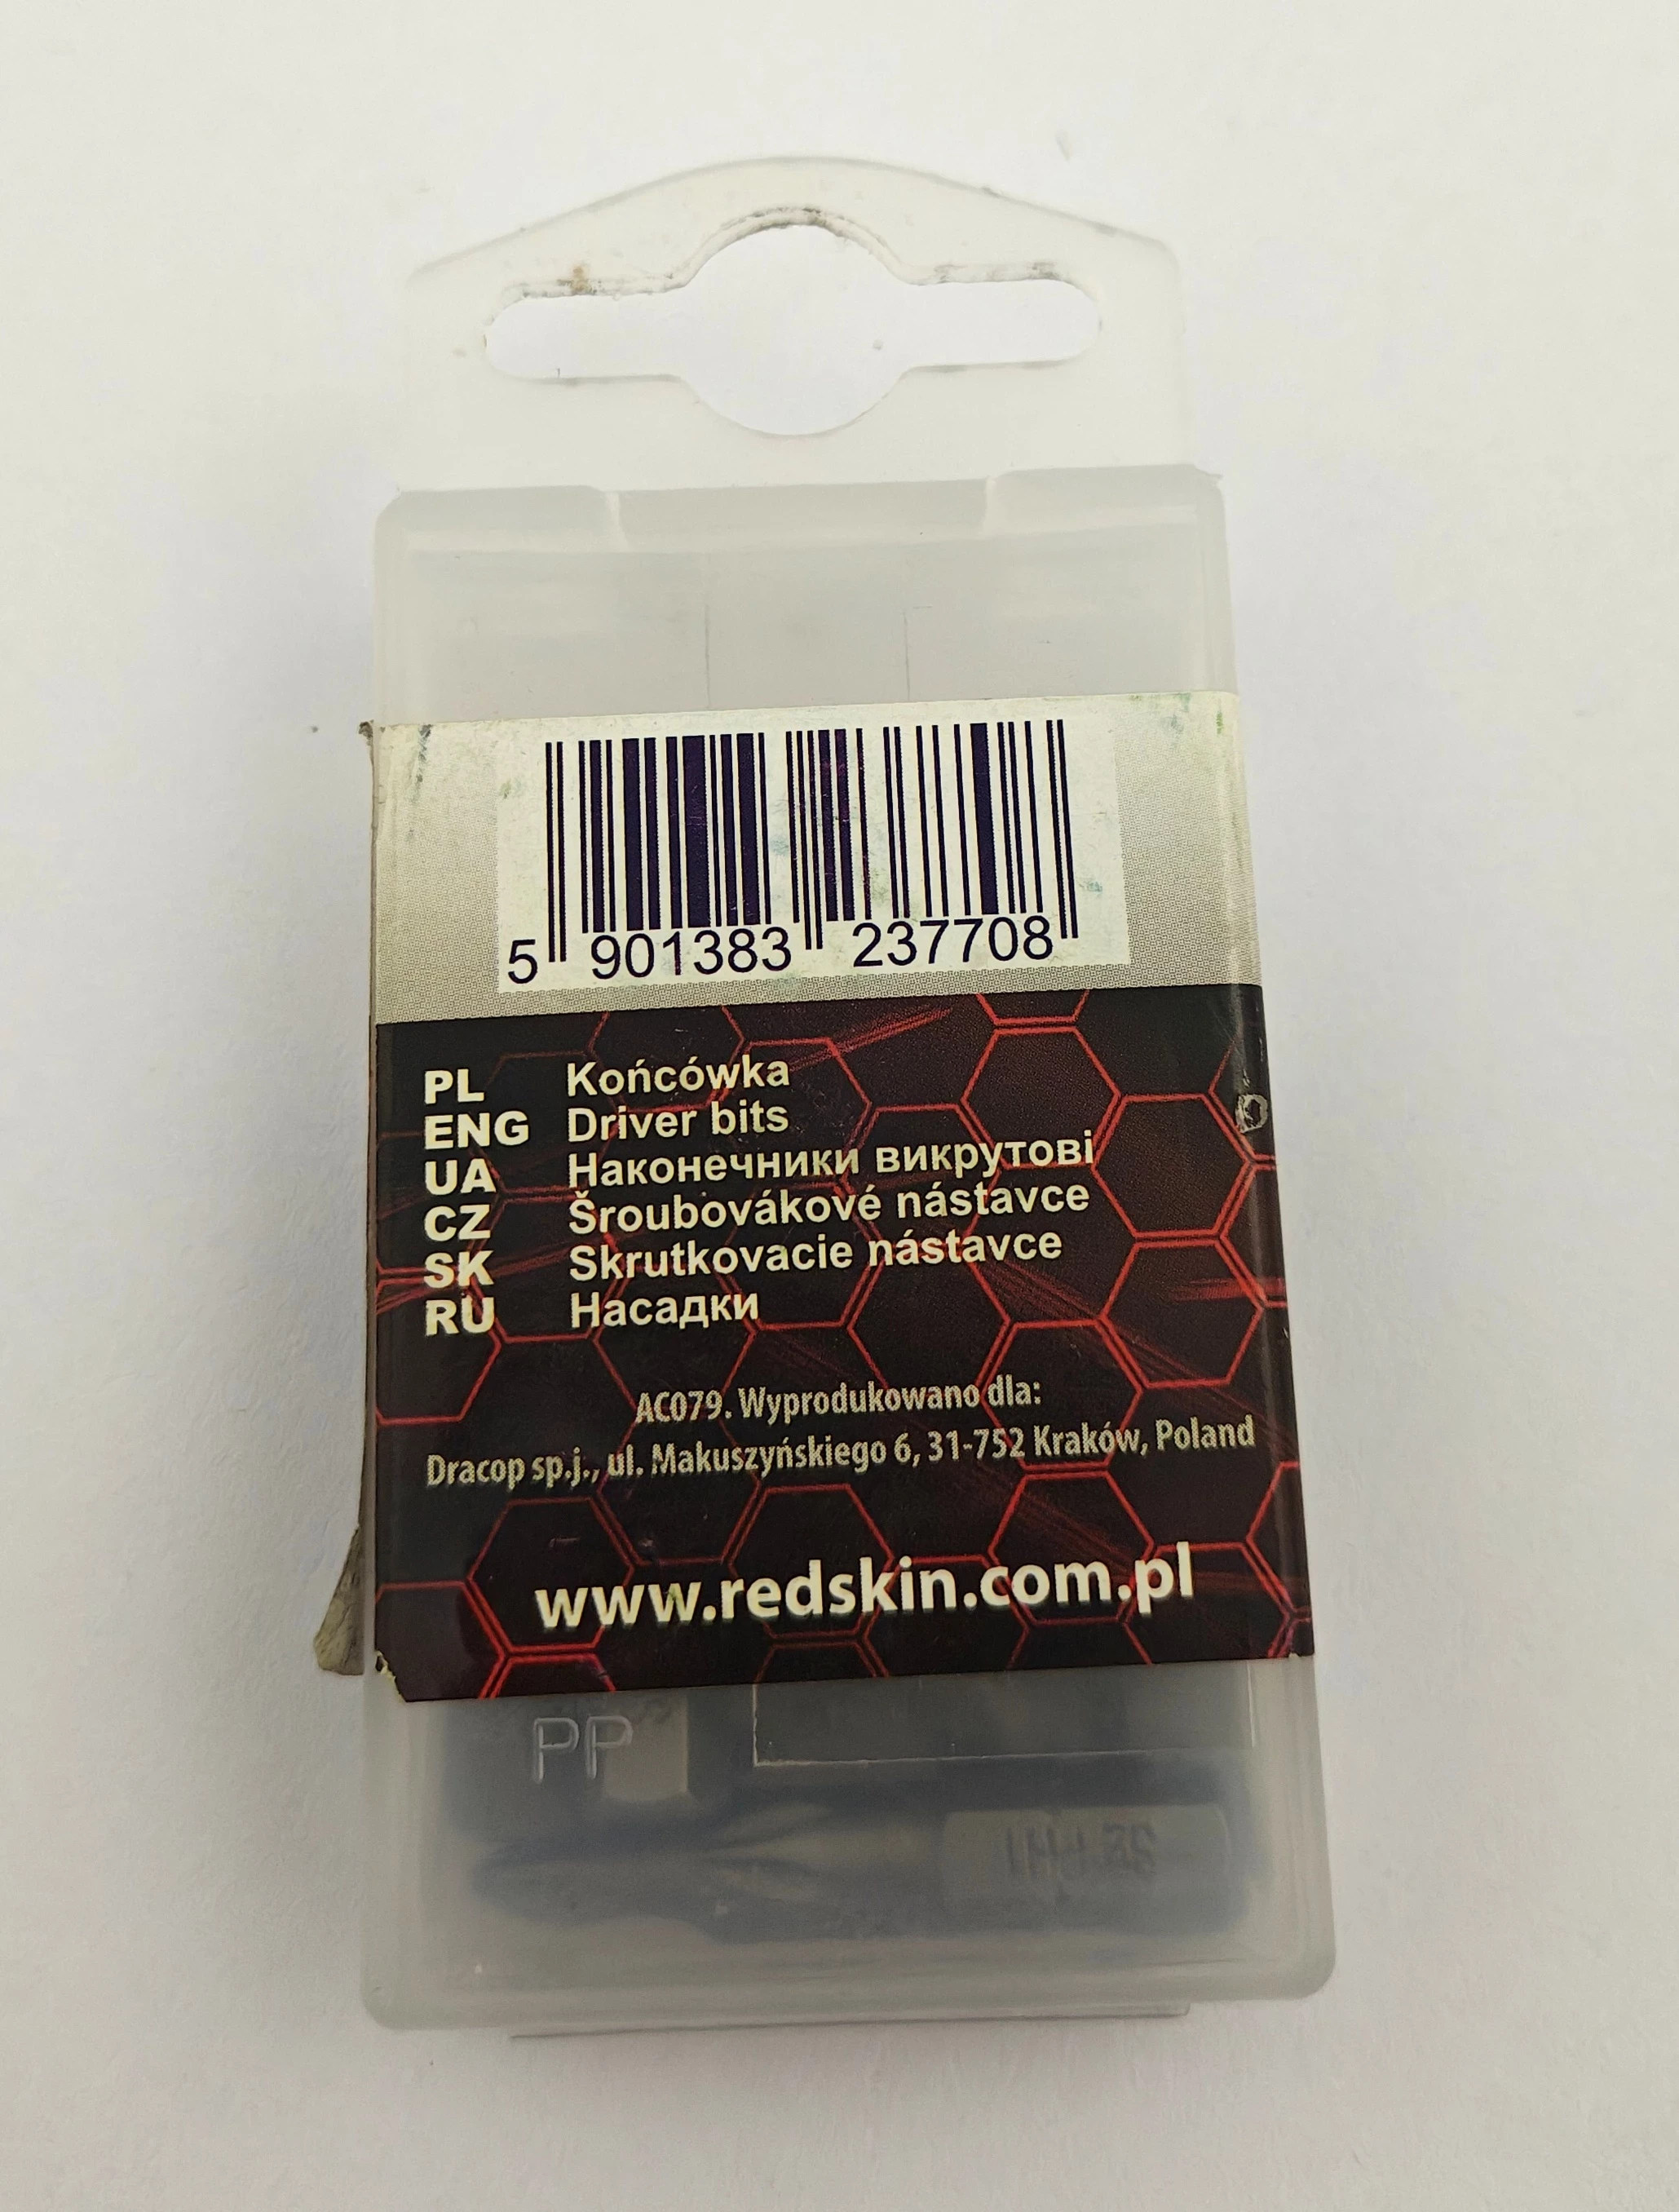 5 901383 237708
PL Końcówka
ENG Driver bits
UA Наконечники викрутові
CZ Šroubovákové nástavce
SK Skrutkovacie nástavce
RU Насадки
AC079. Wyprodukowano dla:
Dracop sp.j., ul. Makuszyńskiego 6, 31-752 Kraków, Poland
www.redskin.com.pl
PP